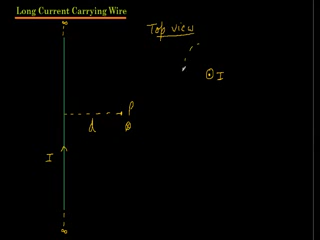 Long Current Carrying Wire
∞
Top view
⊙ I
P
d
⊗
I
∞